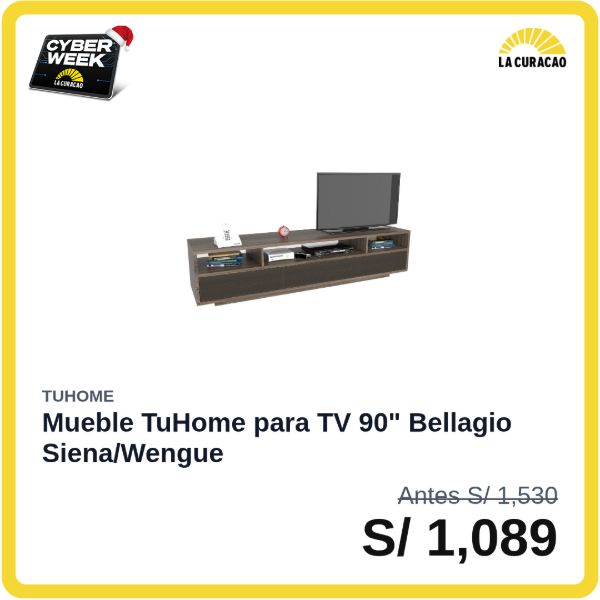 CYBER
WEEK
LA CURACAO
LA CURACAO
TUHOME
Mueble TuHome para TV 90" Bellagio
Siena/Wengue
Antes S/ 1,530
S/ 1,089